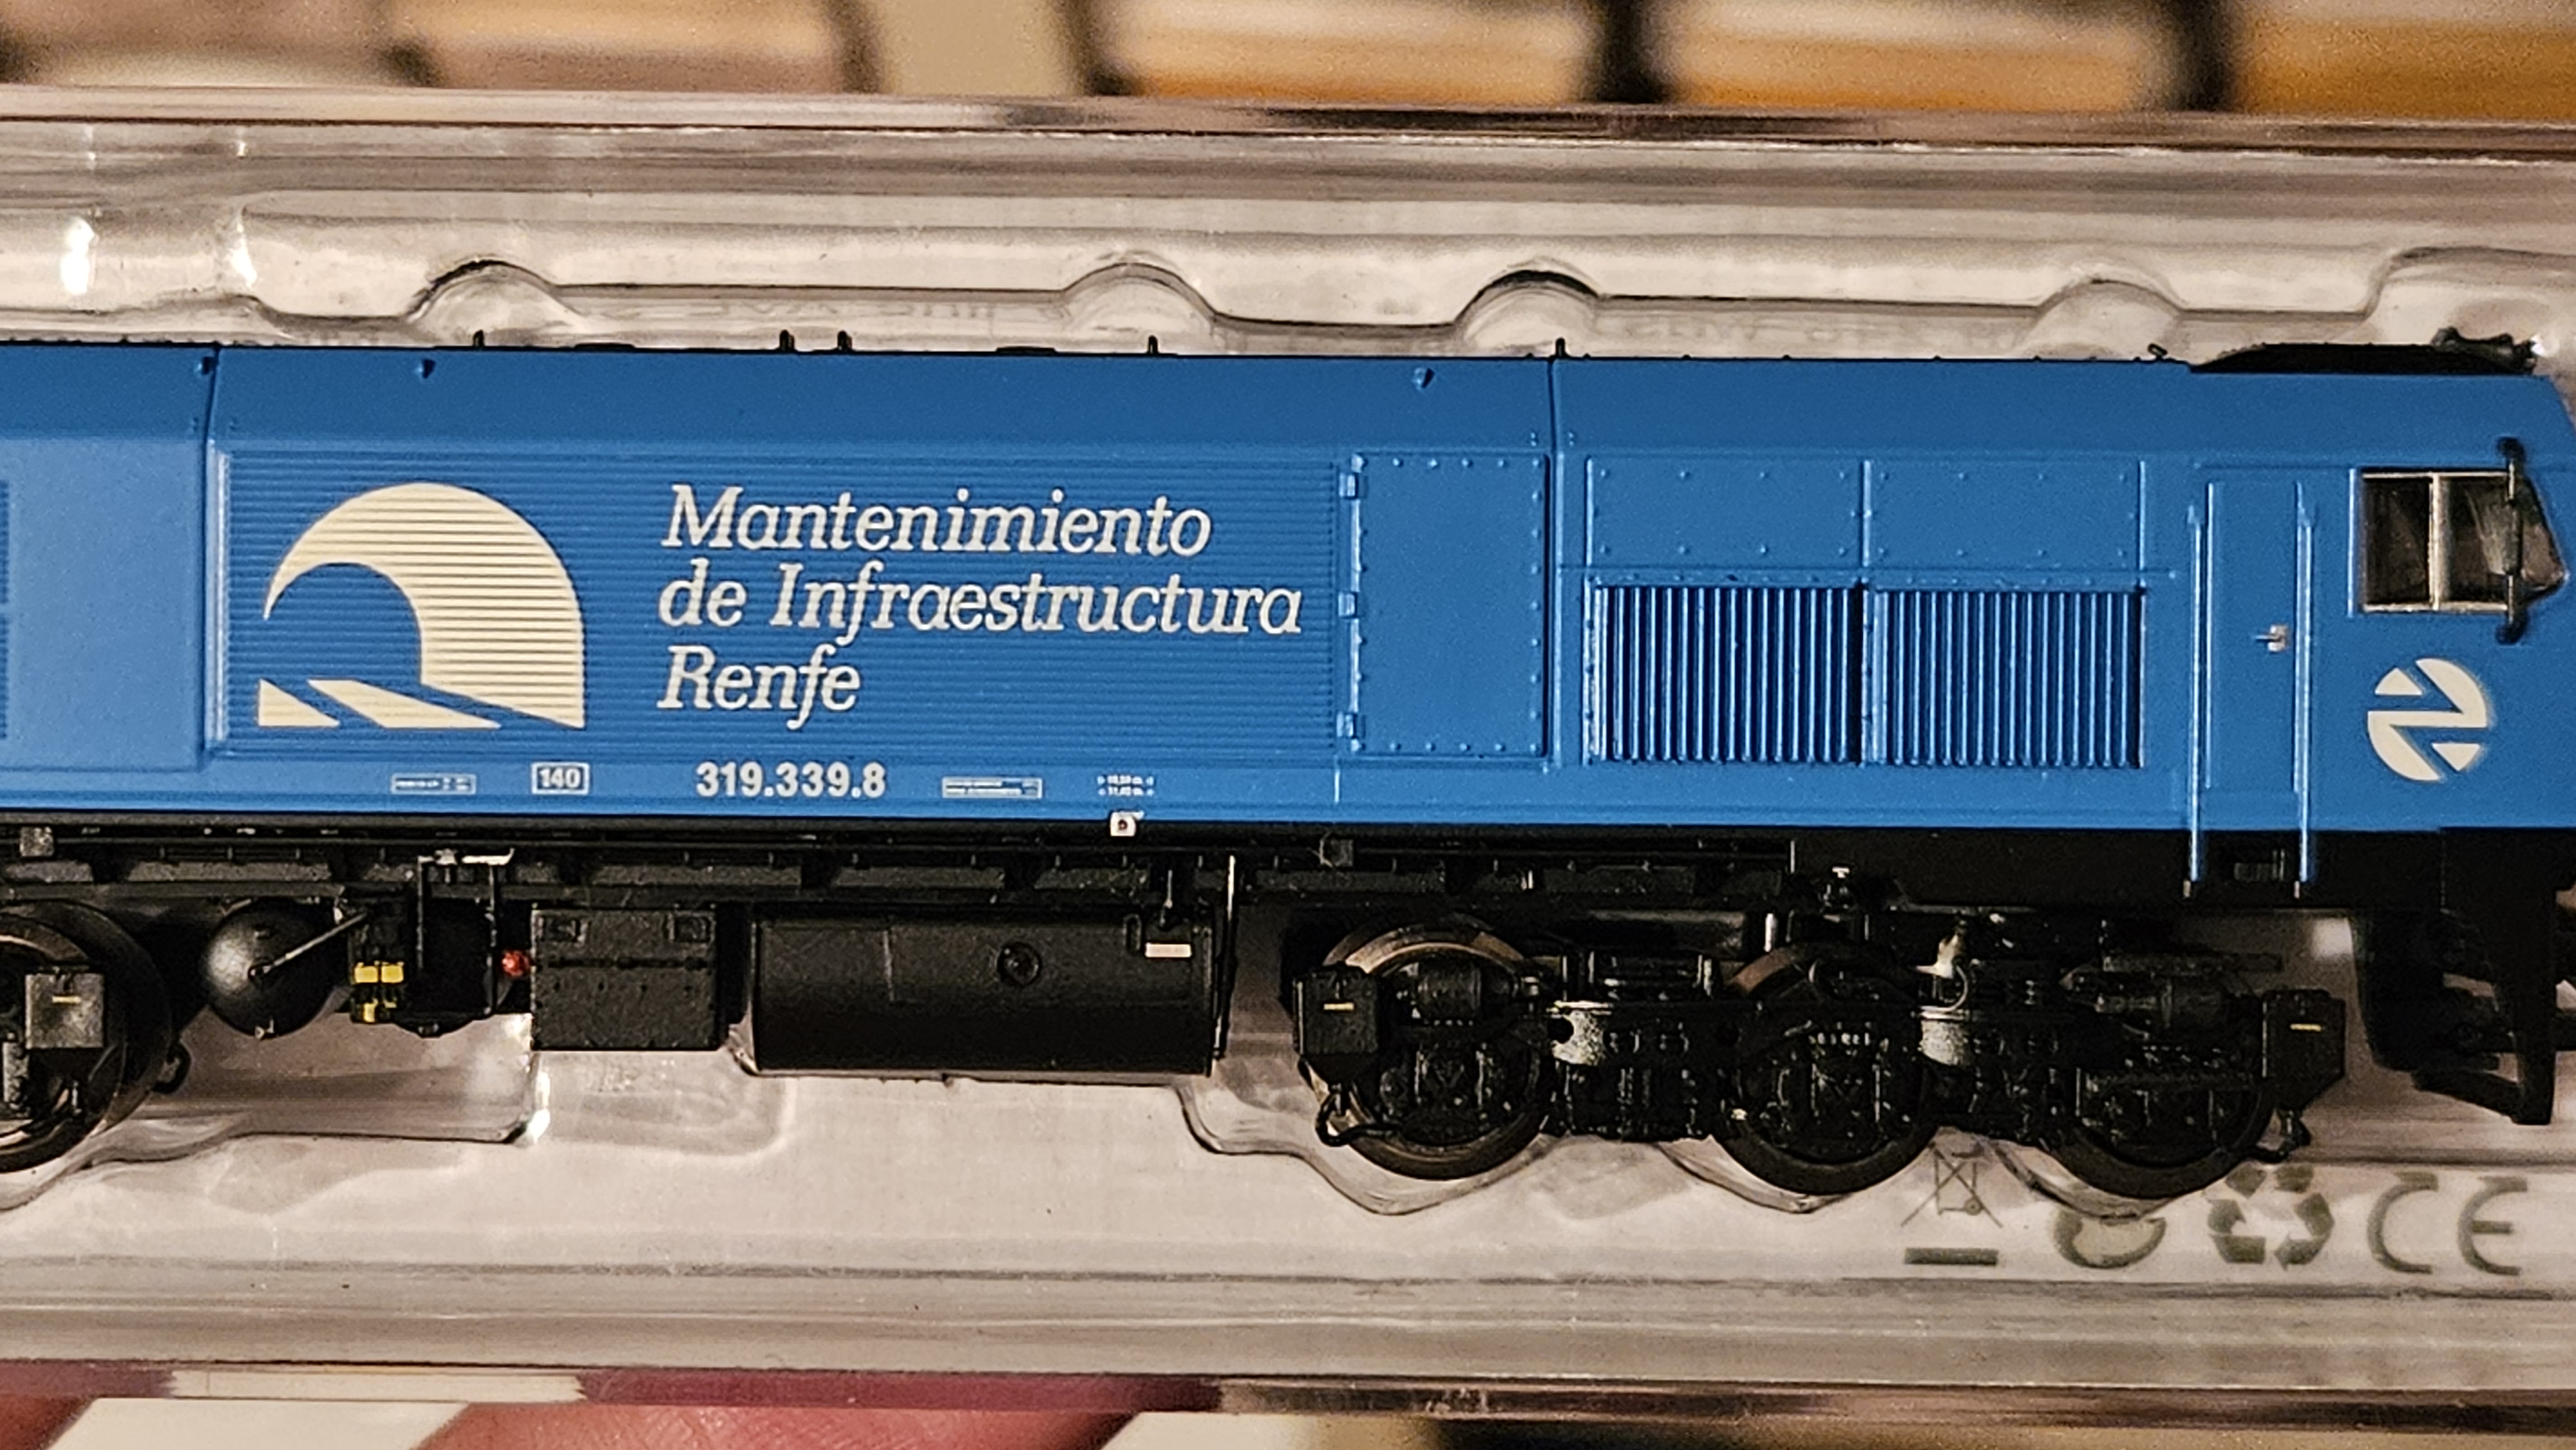 Mantenimiento
de Infraestructura
Renfe
140
319.339.8
D
CE